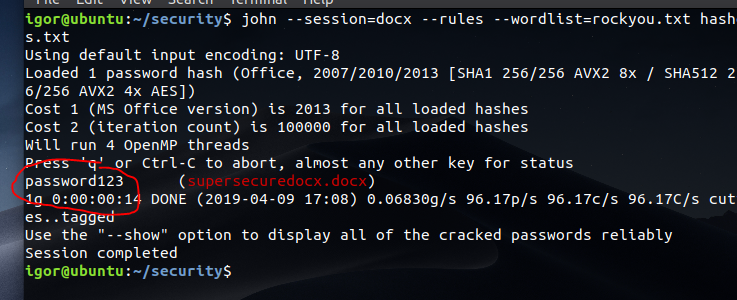 igor@ubuntu:~/security$ john --session=docx --rules --wordlist=rockyou.txt hash
s.txt
Using default input encoding: UTF-8
Loaded 1 password hash (Office, 2007/2010/2013 [SHA1 256/256 AVX2 8x / SHA512 2
6/256 AVX2 4x AES])
Cost 1 (MS Office version) is 2013 for all loaded hashes
Cost 2 (iteration count) is 100000 for all loaded hashes
Will run 4 OpenMP threads
Press 'q' or Ctrl-C to abort, almost any other key for status
password123 (supersecuredocx.docx)
1g 0:00:00:14 DONE (2019-04-09 17:08) 0.06830g/s 96.17p/s 96.17c/s 96.17C/s cut
es..tagged
Use the "--show" option to display all of the cracked passwords reliably
Session completed
igor@ubuntu:~/security$